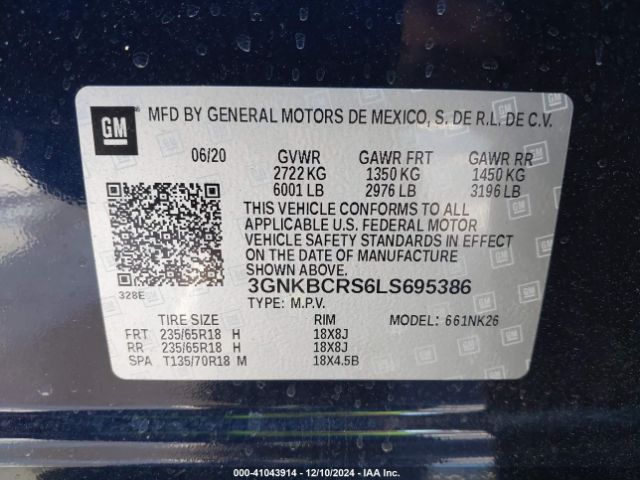 GM
MFD BY GENERAL MOTORS DE MEXICO, S. DE R.L. DE C.V.
06/20 GVWR GAWR FRT GAWR RR
2722 KG 1350 KG 1450 KG
6001 LB 2976 LB 3196 LB
THIS VEHICLE CONFORMS TO ALL
APPLICABLE U.S. FEDERAL MOTOR
VEHICLE SAFETY STANDARDS IN EFFECT
ON THE DATE OF MANUFACTURE
SHOWN ABOVE.
328E
3GNKBCRS6LS695386
TYPE: M.P.V.
TIRE SIZE RIM MODEL: 661NK26
FRT 235/65R18 H 18X8J
RR 235/65R18 H 18X8J
SPA T135/70R18 M 18X4.5B
000-41043914 - 12/10/2024 - IAA Inc.